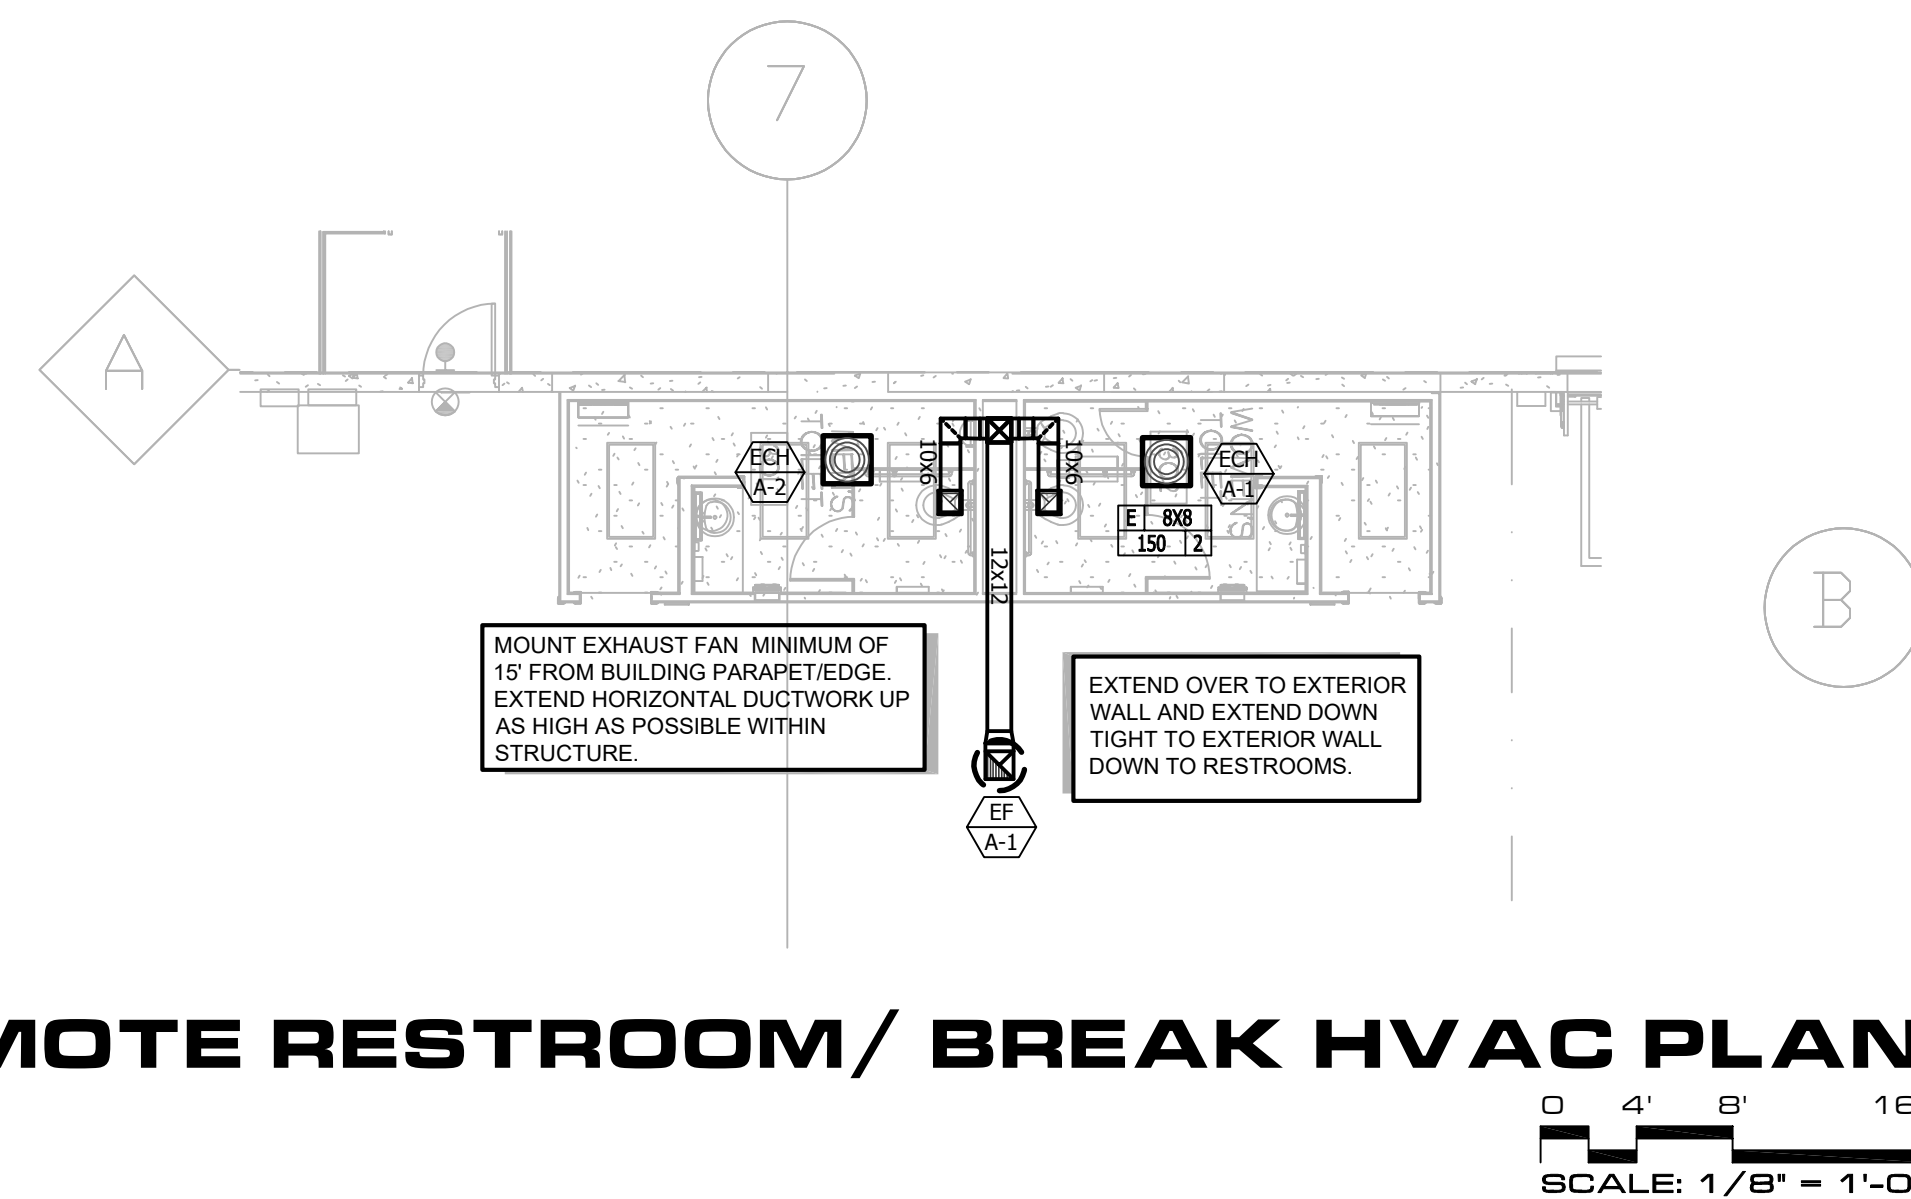 7
A
ECH
A-2
10x6
10x6
WOMENS
ECH
A-1
E 8X8
150 2
12x12
B
MOUNT EXHAUST FAN MINIMUM OF
15' FROM BUILDING PARAPET/EDGE.
EXTEND HORIZONTAL DUCTWORK UP
AS HIGH AS POSSIBLE WITHIN
STRUCTURE.
EXTEND OVER TO EXTERIOR
WALL AND EXTEND DOWN
TIGHT TO EXTERIOR WALL
DOWN TO RESTROOMS.
EF
A-1
MOTE RESTROOM/ BREAK HVAC PLAN
0 4' 8' 16
SCALE: 1/8" = 1'-0